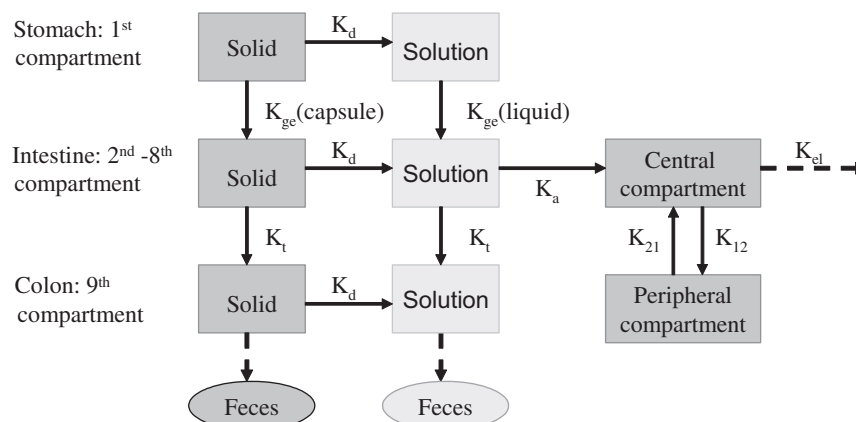 Stomach: 1st
compartment
Solid
Kd
Solution
Kge(capsule)
Kge(liquid)
Intestine: 2nd -8th
compartment
Solid
Kd
Solution
Ka
Central
compartment
Kel
Kt
Kt
K21
K12
Colon: 9th
compartment
Solid
Kd
Solution
Peripheral
compartment
Feces
Feces